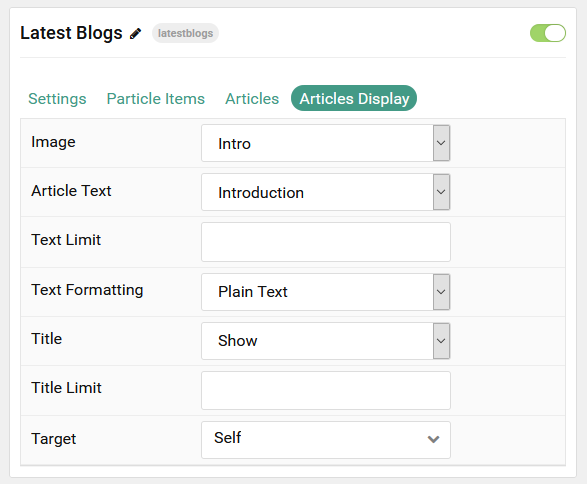 Latest Blogs latestblogs
Settings Particle Items Articles Articles Display
Image Intro
Article Text Introduction
Text Limit
Text Formatting Plain Text
Title Show
Title Limit
Target Self